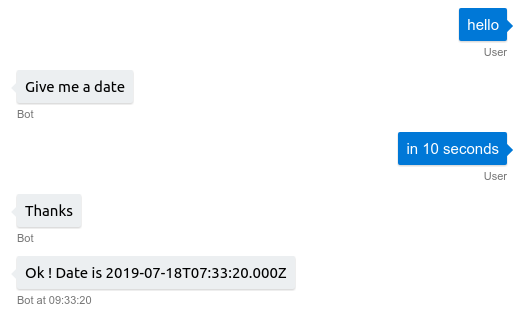 hello
User
Give me a date
Bot
in 10 seconds
User
Thanks
Bot
Ok ! Date is 2019-07-18T07:33:20.000Z
Bot at 09:33:20